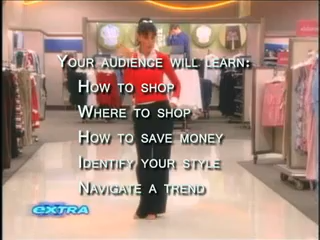 YOUR AUDIENCE WILL LEARN:
HOW TO SHOP
WHERE TO SHOP
HOW TO SAVE MONEY
IDENTIFY YOUR STYLE
NAVIGATE A TREND
extra